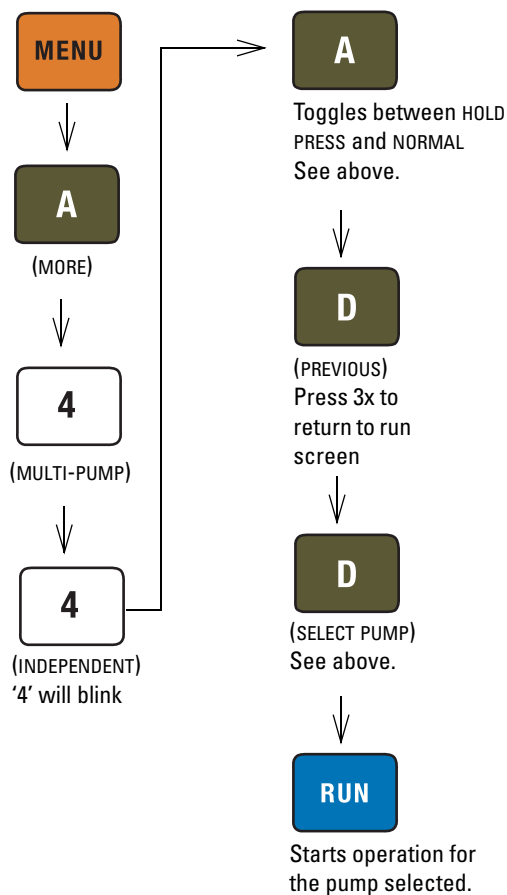 MENU
A
(MORE)
4
(MULTI-PUMP)
4
(INDEPENDENT)
‘4’ will blink
A
Toggles between HOLD
PRESS and NORMAL
See above.
D
(PREVIOUS)
Press 3x to
return to run
screen
D
(SELECT PUMP)
See above.
RUN
Starts operation for
the pump selected.